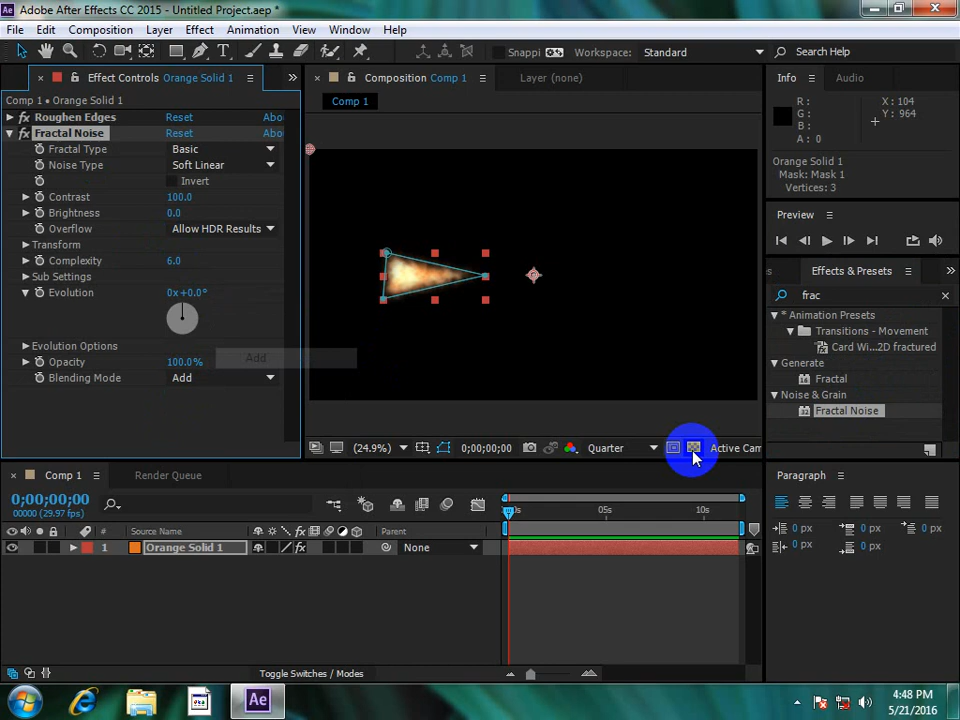 Adobe After Effects CC 2015 - Untitled Project.aep *
File Edit Composition Layer Effect Animation View Window Help
Snappi Workspace: Standard Search Help
Effect Controls Orange Solid 1
Composition Comp 1
Layer (none)
Info Audio
Comp 1 • Orange Solid 1
Comp 1
R :
G :
B :
A : 0
X : 104
Y : 964
Roughen Edges Reset Abo
Fractal Noise Reset Abo
Fractal Type Basic
Noise Type Soft Linear
Invert
Contrast 100.0
Brightness 0.0
Overflow Allow HDR Results
Transform
Complexity 6.0
Sub Settings
Evolution 0x+0.0°
Evolution Options
Opacity 100.0%
Blending Mode Add
Add
Orange Solid 1
Mask: Mask 1
Vertices: 3
Preview
Effects & Presets
frac
* Animation Presets
Transitions - Movement
Card Wi...2D fractured
Generate
Fractal
Noise & Grain
Fractal Noise
(24.9%) 0;00;00;00 Quarter Active Cam
Comp 1 Render Queue
Paragraph
0;00;00;00
00000 (29.97 fps)
05s 10s
# Source Name Parent
1 Orange Solid 1 None
0 px 0 px 0 px
0 px 0 px
Toggle Switches / Modes
4:48 PM
5/21/2016